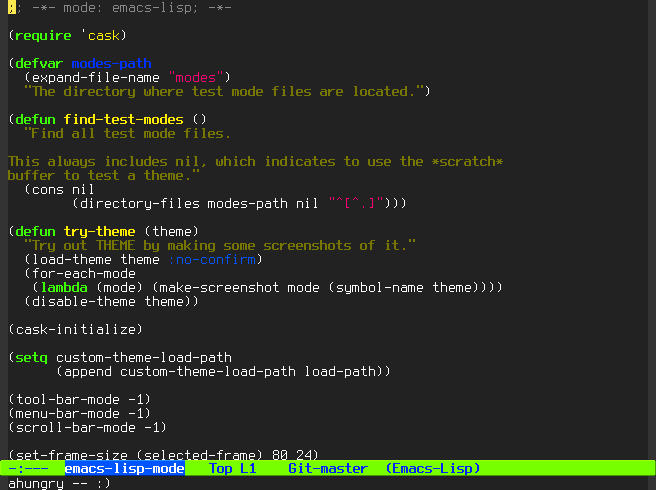 ;; -*- mode: emacs-lisp; -*-
(require 'cask)
(defvar modes-path
  (expand-file-name "modes")
  "The directory where test mode files are located.")
(defun find-test-modes ()
  "Find all test mode files.
This always includes nil, which indicates to use the *scratch*
buffer to test a theme."
  (cons nil
        (directory-files modes-path nil "^[^.]")))
(defun try-theme (theme)
  "Try out THEME by making some screenshots of it."
  (load-theme theme :no-confirm)
  (for-each-mode
   (lambda (mode) (make-screenshot mode (symbol-name theme))))
  (disable-theme theme))
(cask-initialize)
(setq custom-theme-load-path
      (append custom-theme-load-path load-path))
(tool-bar-mode -1)
(menu-bar-mode -1)
(scroll-bar-mode -1)
(set-frame-size (selected-frame) 80 24)
-:---  emacs-lisp-mode   Top L1    Git-master  (Emacs-Lisp)
ahungry -- :)